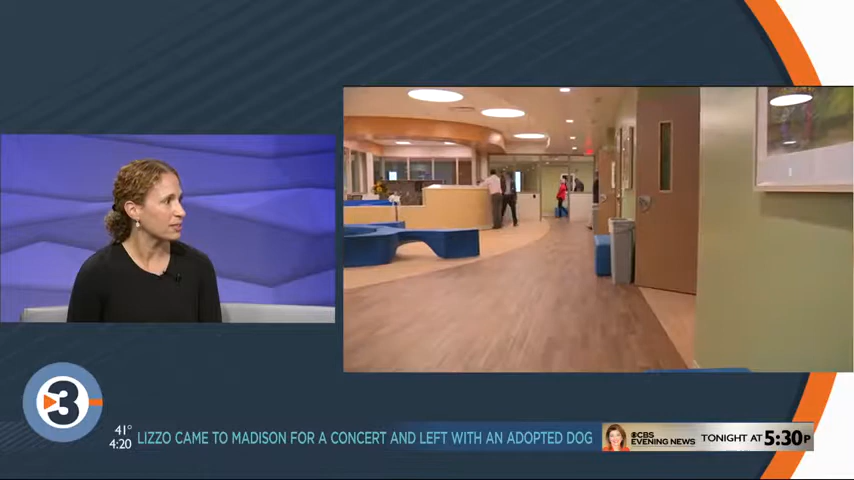 3
41°
4:20
LIZZO CAME TO MADISON FOR A CONCERT AND LEFT WITH AN ADOPTED DOG
CBS
EVENING NEWS
TONIGHT AT 5:30P